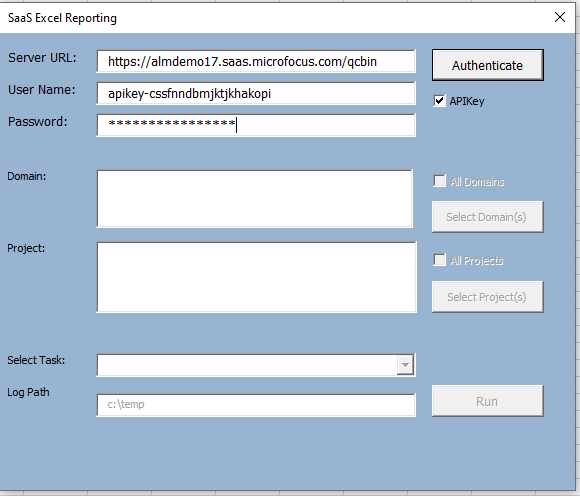 SaaS Excel Reporting
Server URL: https://almdemo17.saas.microfocus.com/qcbin Authenticate
User Name: apikey-cssfnndbmjktjkhakopi APIKey
Password: ****************
Domain: All Domains
Select Domain(s)
Project: All Projects
Select Project(s)
Select Task:
Log Path c:\temp Run